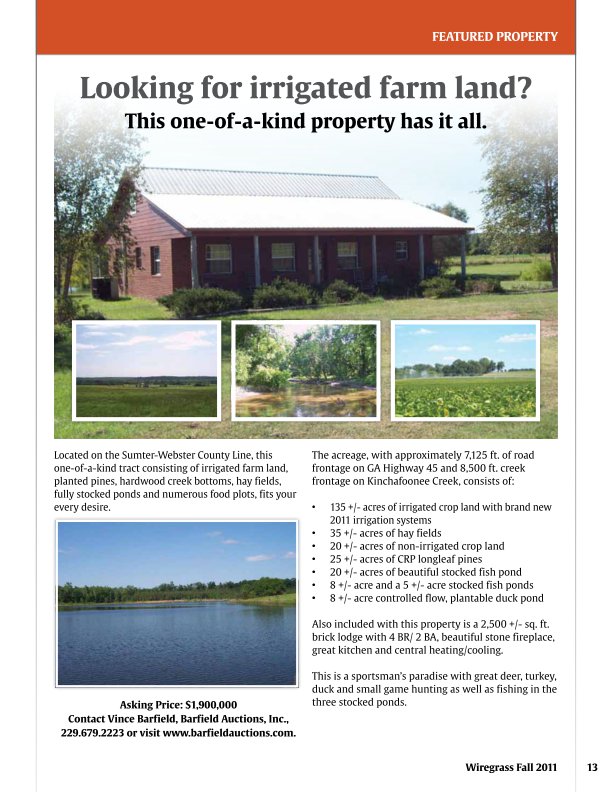 FEATURED PROPERTY
Looking for irrigated farm land?
This one-of-a-kind property has it all.
Located on the Sumter-Webster County Line, this
one-of-a-kind tract consisting of irrigated farm land,
planted pines, hardwood creek bottoms, hay fields,
fully stocked ponds and numerous food plots, fits your
every desire.
Asking Price: $1,900,000
Contact Vince Barfield, Barfield Auctions, Inc.,
229.679.2223 or visit www.barfieldauctions.com.
The acreage, with approximately 7,125 ft. of road
frontage on GA Highway 45 and 8,500 ft. creek
frontage on Kinchafoonee Creek, consists of:
• 135 +/- acres of irrigated crop land with brand new
2011 irrigation systems
• 35 +/- acres of hay fields
• 20 +/- acres of non-irrigated crop land
• 25 +/- acres of CRP longleaf pines
• 20 +/- acres of beautiful stocked fish pond
• 8 +/- acre and a 5 +/- acre stocked fish ponds
• 8 +/- acre controlled flow, plantable duck pond
Also included with this property is a 2,500 +/- sq. ft.
brick lodge with 4 BR/ 2 BA, beautiful stone fireplace,
great kitchen and central heating/cooling.
This is a sportsman's paradise with great deer, turkey,
duck and small game hunting as well as fishing in the
three stocked ponds.
Wiregrass Fall 2011 13